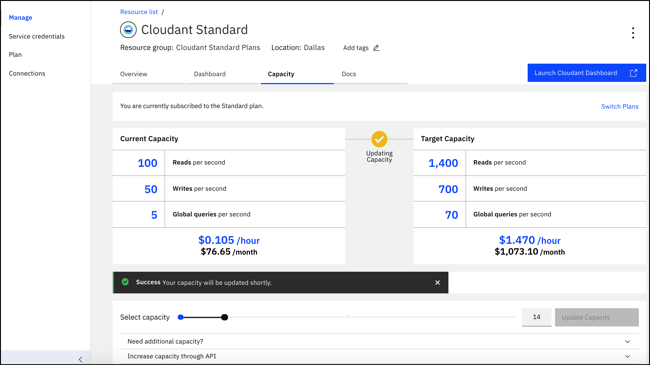 Manage
Service credentials
Plan
Connections
Resource list /
Cloudant Standard
Resource group: Cloudant Standard Plans Location: Dallas Add tags
Overview Dashboard Capacity Docs
Launch Cloudant Dashboard
You are currently subscribed to the Standard plan.
Switch Plans
Current Capacity
100 Reads per second
50 Writes per second
5 Global queries per second
$0.105 /hour
$76.65 /month
Updating
Capacity
Target Capacity
1,400 Reads per second
700 Writes per second
70 Global queries per second
$1.470 /hour
$1,073.10 /month
Success Your capacity will be updated shortly.
Select capacity 14 Update Capacity
Need additional capacity?
Increase capacity through API